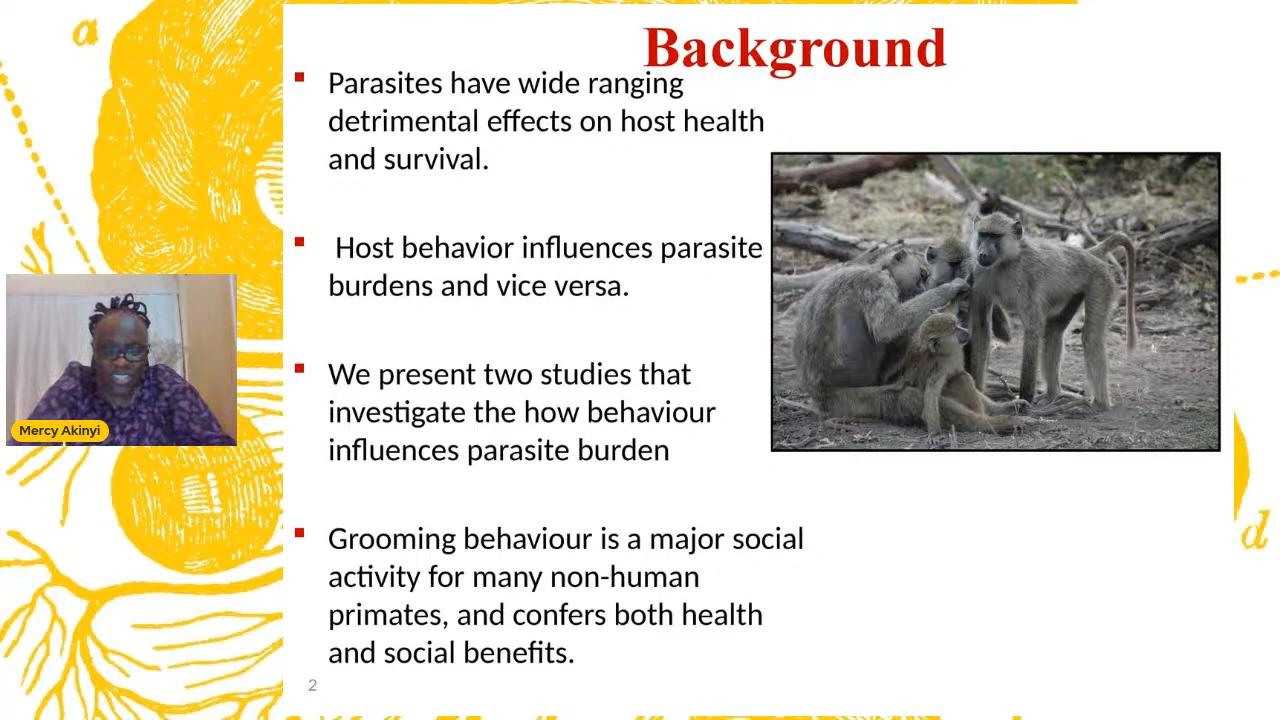 a
Background
Parasites have wide ranging
detrimental effects on host health
and survival.
Host behavior influences parasite
burdens and vice versa.
We present two studies that
investigate the how behaviour
influences parasite burden
Grooming behaviour is a major social
activity for many non-human
primates, and confers both health
and social benefits.
2
Mercy Akinyi
d